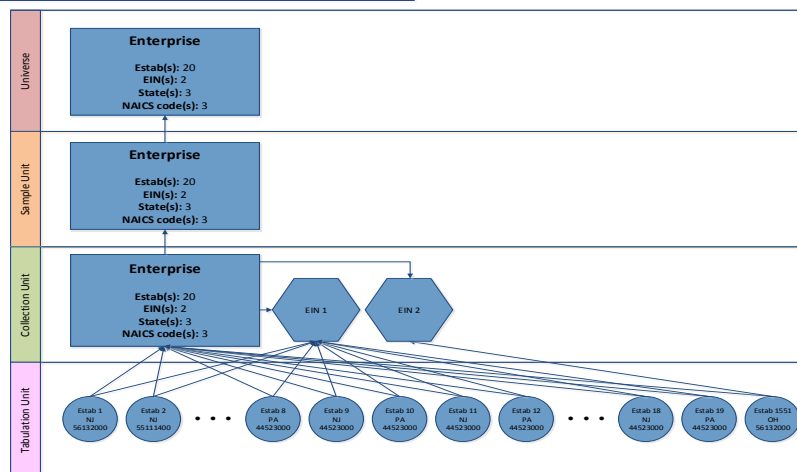 Universe
Enterprise
Estab(s): 20
EIN(s): 2
State(s): 3
NAICS code(s): 3
Sample Unit
Enterprise
Estab(s): 20
EIN(s): 2
State(s): 3
NAICS code(s): 3
Collection Unit
Enterprise
Estab(s): 20
EIN(s): 2
State(s): 3
NAICS code(s): 3
EIN 1
EIN 2
Tabulation Unit
Estab 1
NJ
56132000
Estab 2
NJ
55111400
• • •
Estab 8
PA
44523000
Estab 9
NJ
44523000
Estab 10
PA
44523000
Estab 11
NJ
44523000
Estab 12
PA
44523000
• • •
Estab 18
NJ
44523000
Estab 19
PA
44523000
Estab 1551
OH
56132000